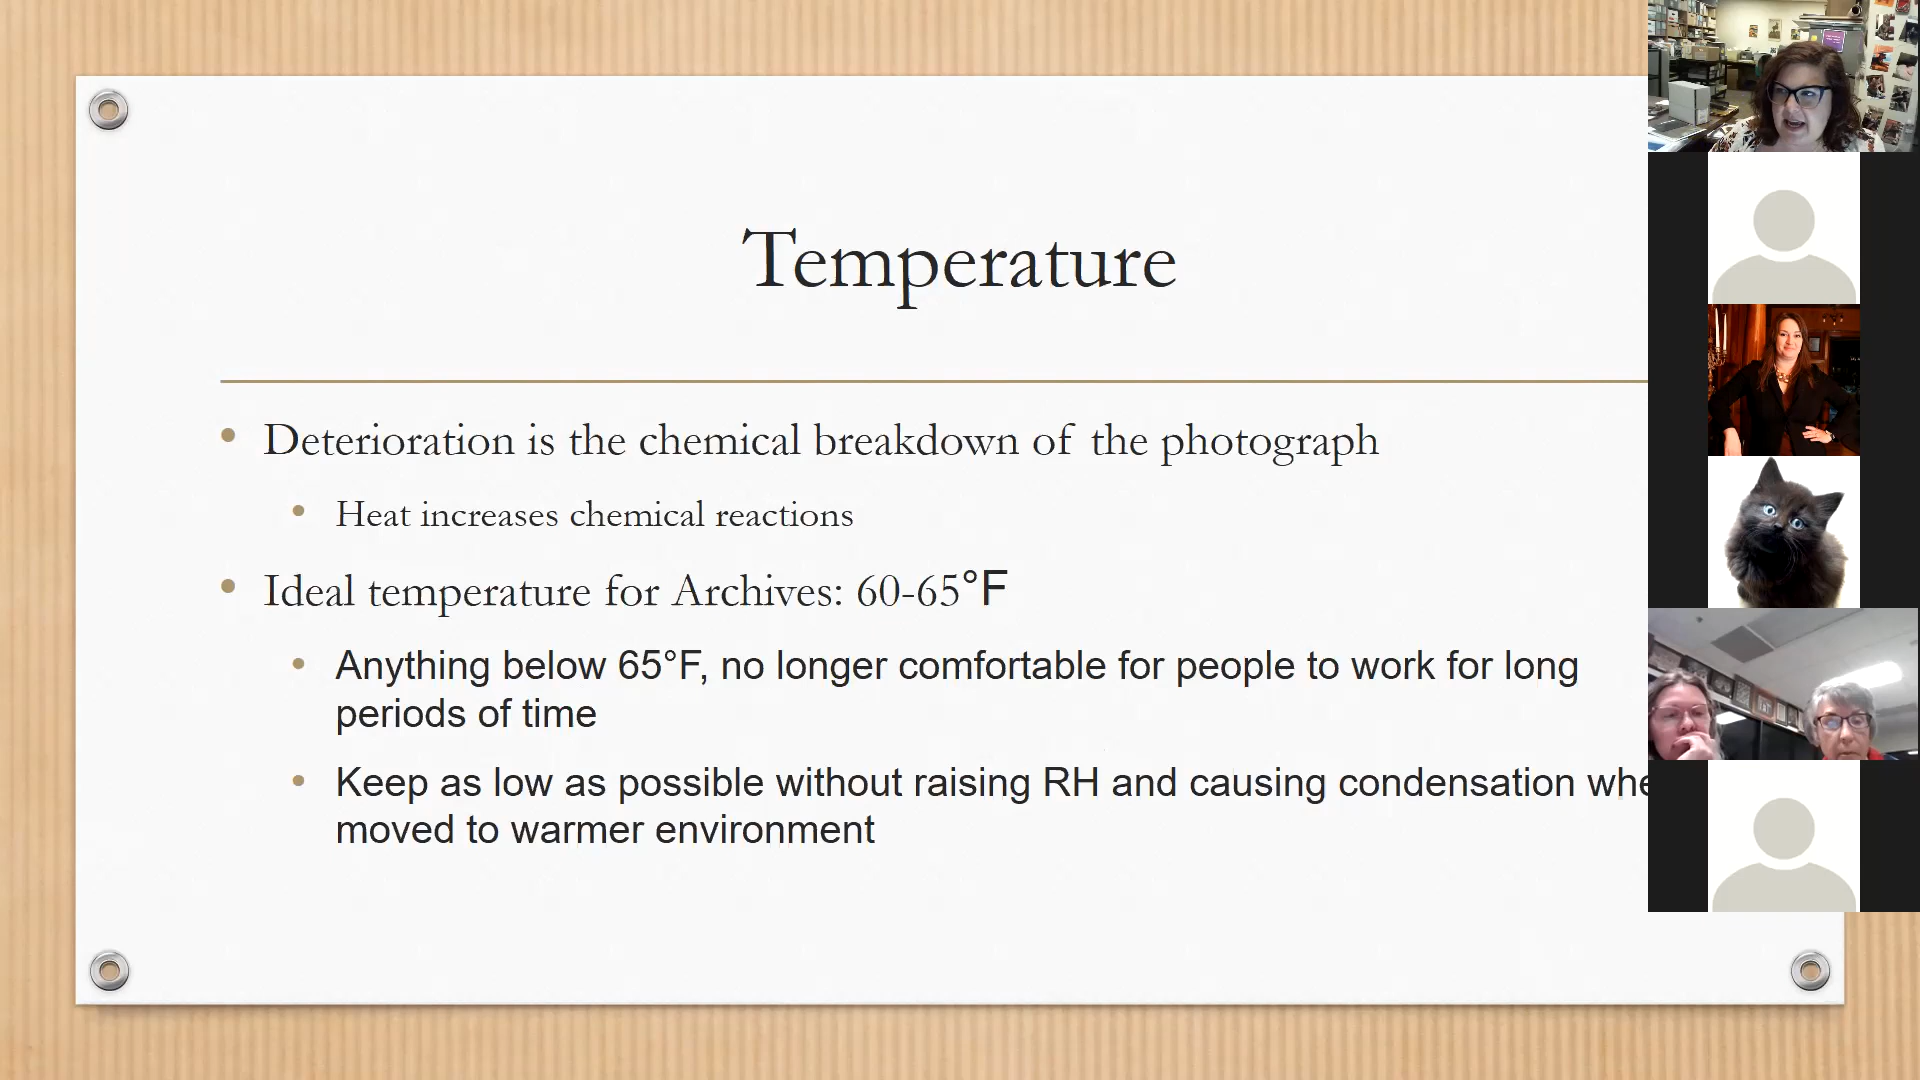 Temperature
Deterioration is the chemical breakdown of the photograph
Heat increases chemical reactions
Ideal temperature for Archives: 60-65°F
Anything below 65°F, no longer comfortable for people to work for long
periods of time
Keep as low as possible without raising RH and causing condensation
moved to warmer environment